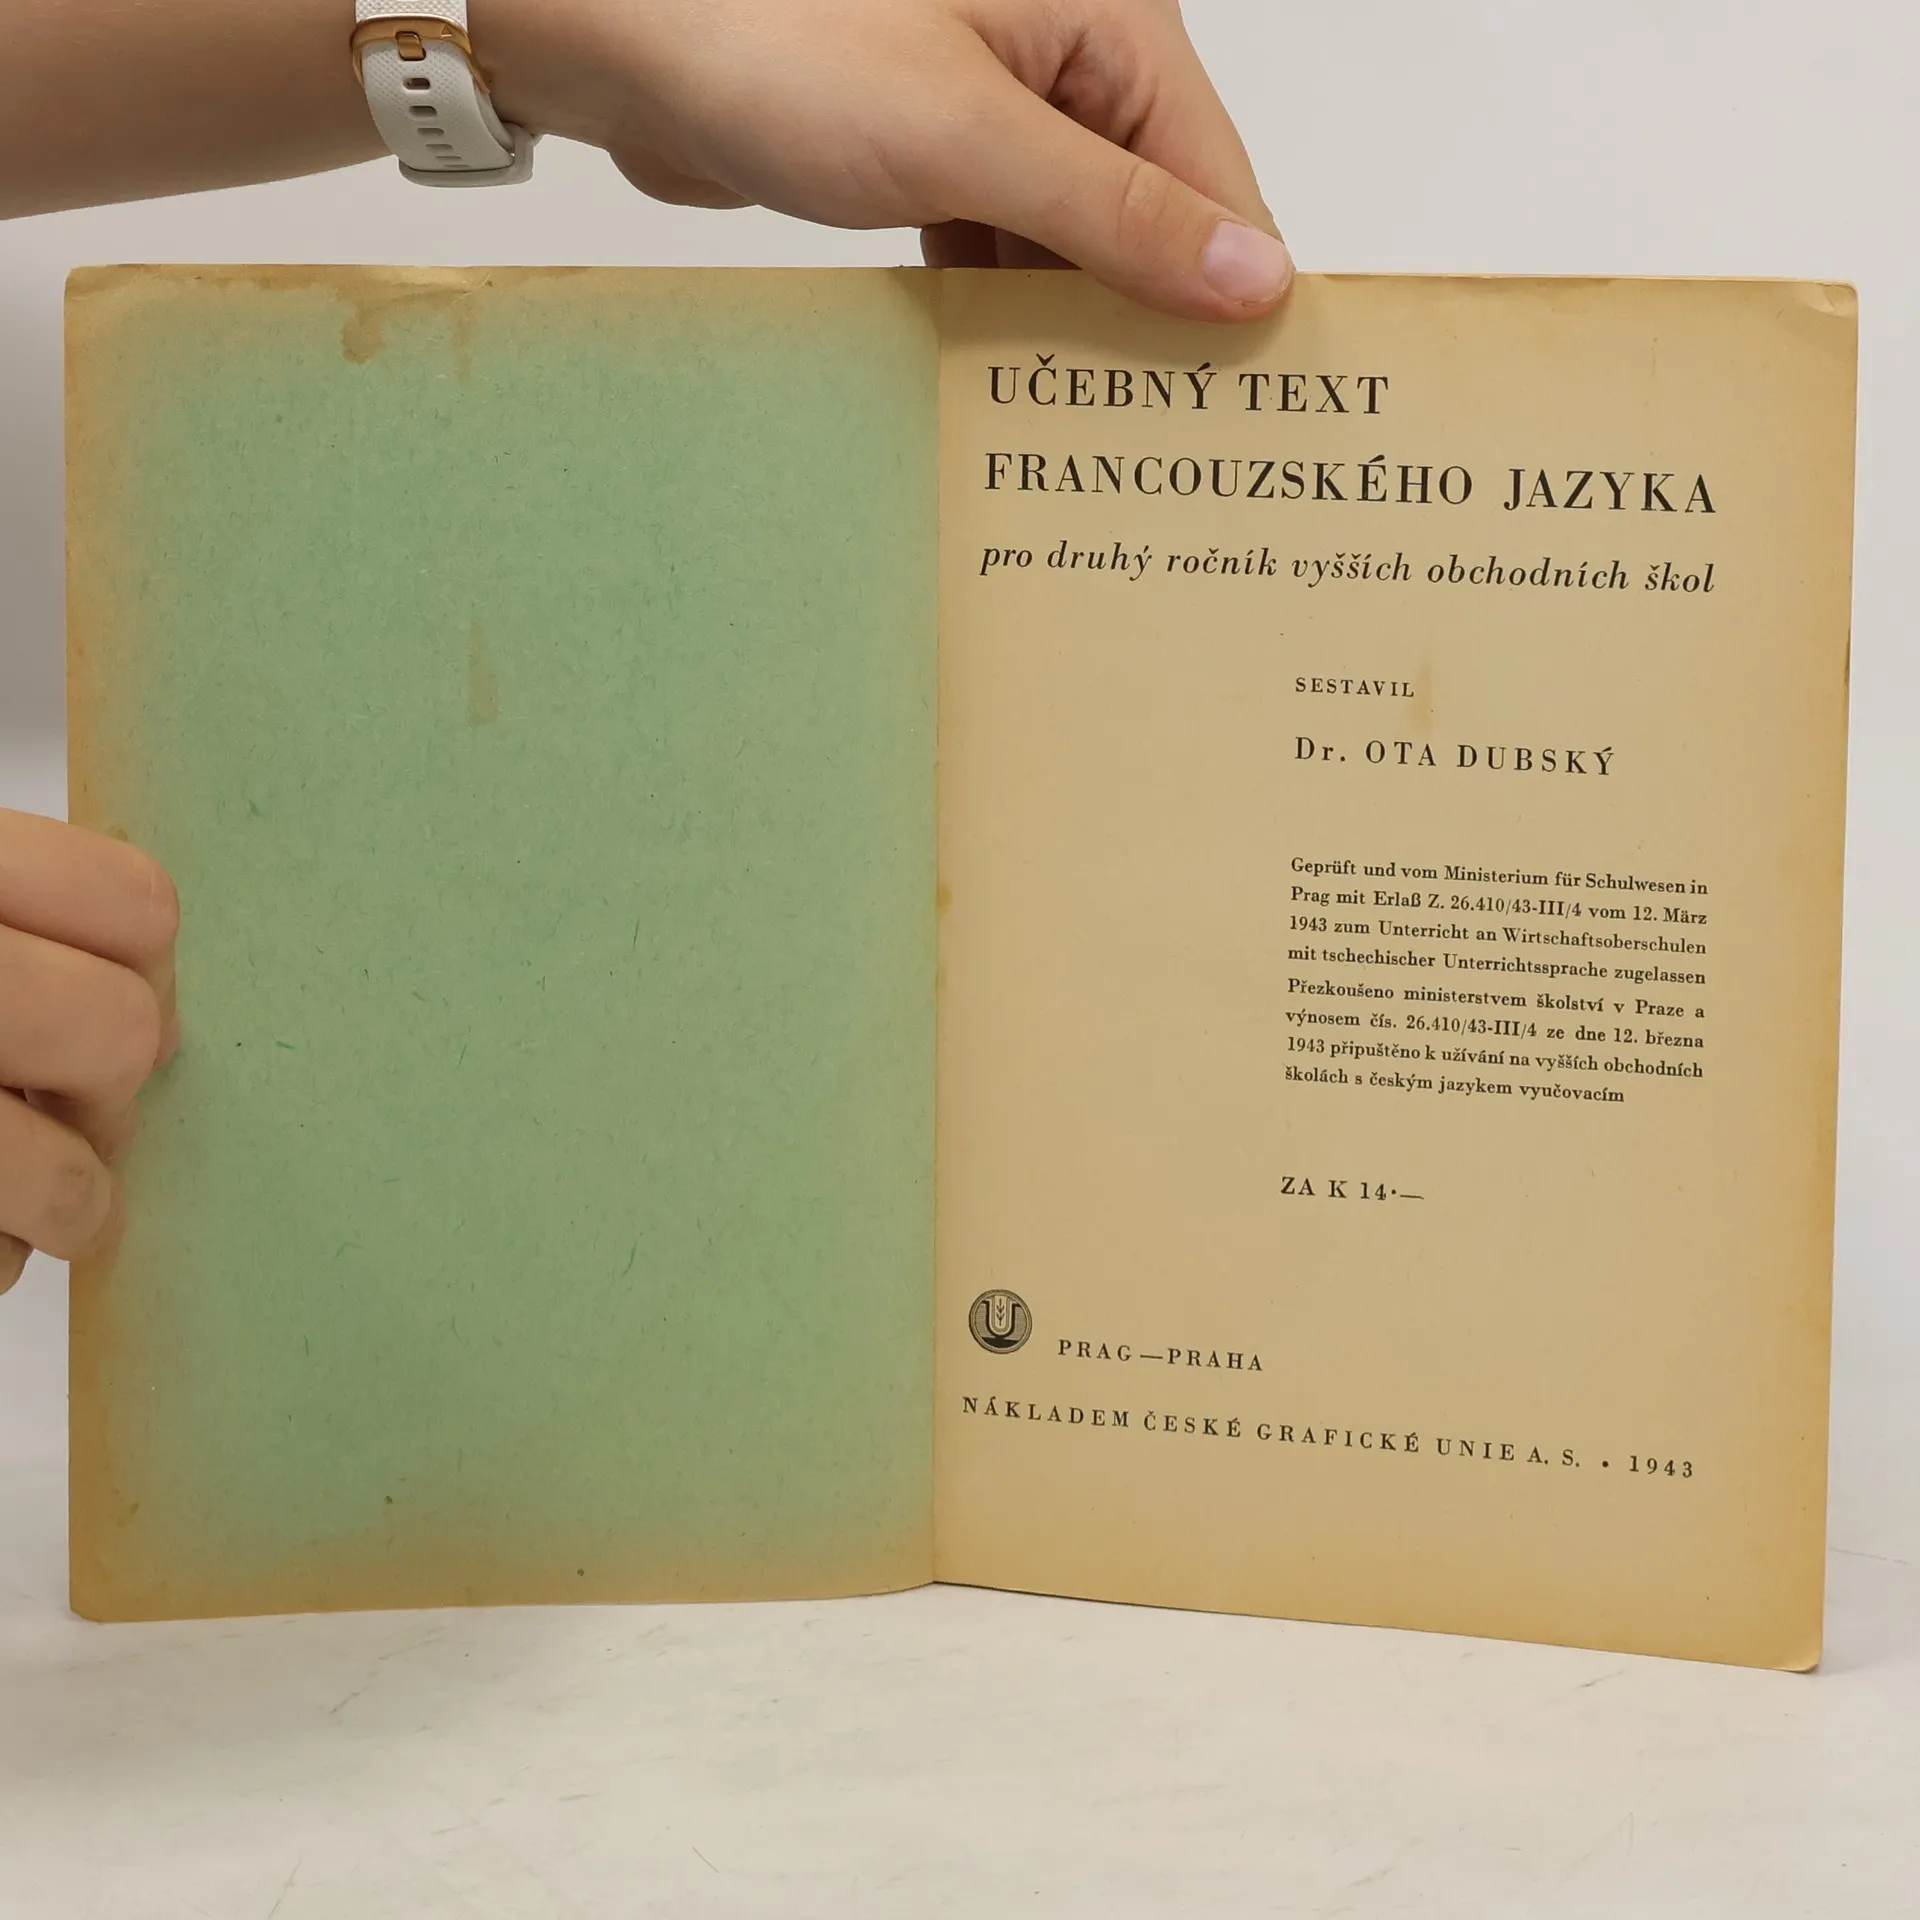 UČEBNÝ TEXT
FRANCOUZSKÉHO JAZYKA
pro druhý ročník vyšších obchodních škol
SESTAVIL
Dr. OTA DUBSKÝ
Geprüft und vom Ministerium für Schulwesen in
Prag mit Erlaß Z. 26.410/43-III/4 vom 12. März
1943 zum Unterricht an Wirtschaftsoberschulen
mit tschechischer Unterrichtssprache zugelassen
Přezkoušeno ministerstvem školství v Praze a
výnosem čís. 26.410/43-III/4 ze dne 12. března
1943 připuštěno k užívání na vyšších obchodních
školách s českým jazykem vyučovacím
ZA K 14·—
PRAG—PRAHA
NÁKLADEM ČESKÉ GRAFICKÉ UNIE A. S. • 1943